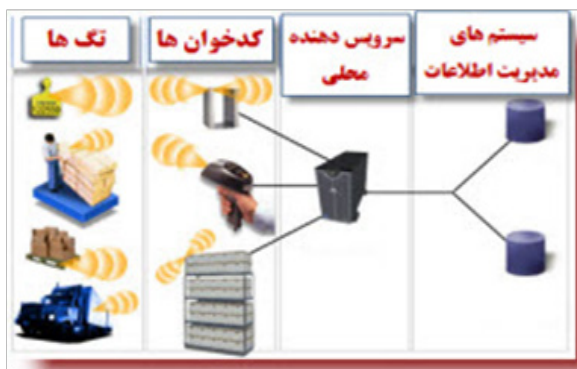 سیستم های
مدیریت اطلاعات
سرویس دهنده
محلی
کدخوان ها
تگ ها